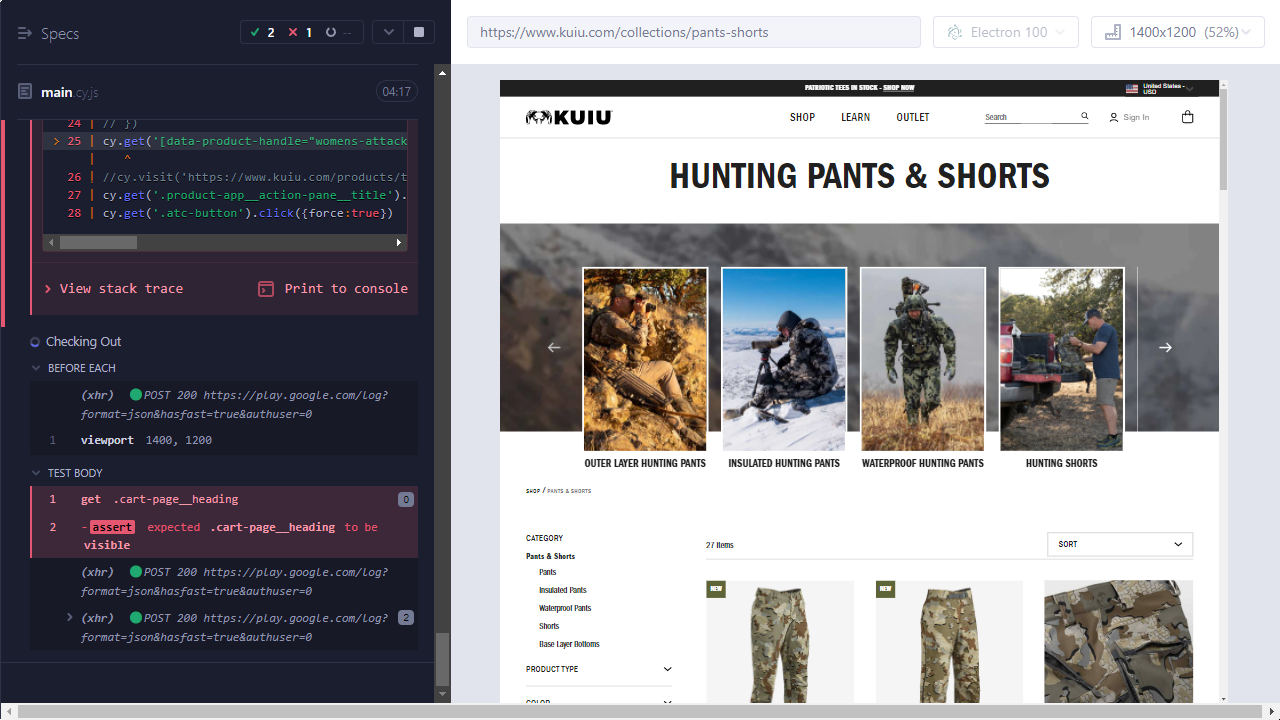 Specs
2
1
--
main.cy.js
04:17
24 | // })
> 25 | cy.get('[data-product-handle="womens-attack
| ^
26 | //cy.visit('https://www.kuiu.com/products/t
27 | cy.get('.product-app__action-pane__title').
28 | cy.get('.atc-button').click({force:true})
View stack trace
Print to console
Checking Out
BEFORE EACH
(xhr) POST 200 https://play.google.com/log?
format=json&hasfast=true&authuser=0
1 viewport 1400, 1200
TEST BODY
1 get .cart-page__heading 0
2 -assert expected .cart-page__heading to be
visible
(xhr) POST 200 https://play.google.com/log?
format=json&hasfast=true&authuser=0
(xhr) POST 200 https://play.google.com/log? 2
format=json&hasfast=true&authuser=0
https://www.kuiu.com/collections/pants-shorts
Electron 100
1400x1200 (52%)
PATRIOTIC TEES IN STOCK - SHOP NOW
United States -
USD
KUIU
SHOP
LEARN
OUTLET
Search
Sign In
HUNTING PANTS & SHORTS
OUTER LAYER HUNTING PANTS
INSULATED HUNTING PANTS
WATERPROOF HUNTING PANTS
HUNTING SHORTS
SHOP / PANTS & SHORTS
CATEGORY
Pants & Shorts
Pants
Insulated Pants
Waterproof Pants
Shorts
Base Layer Bottoms
PRODUCT TYPE
COLOR
27 Items
SORT
NEW
NEW